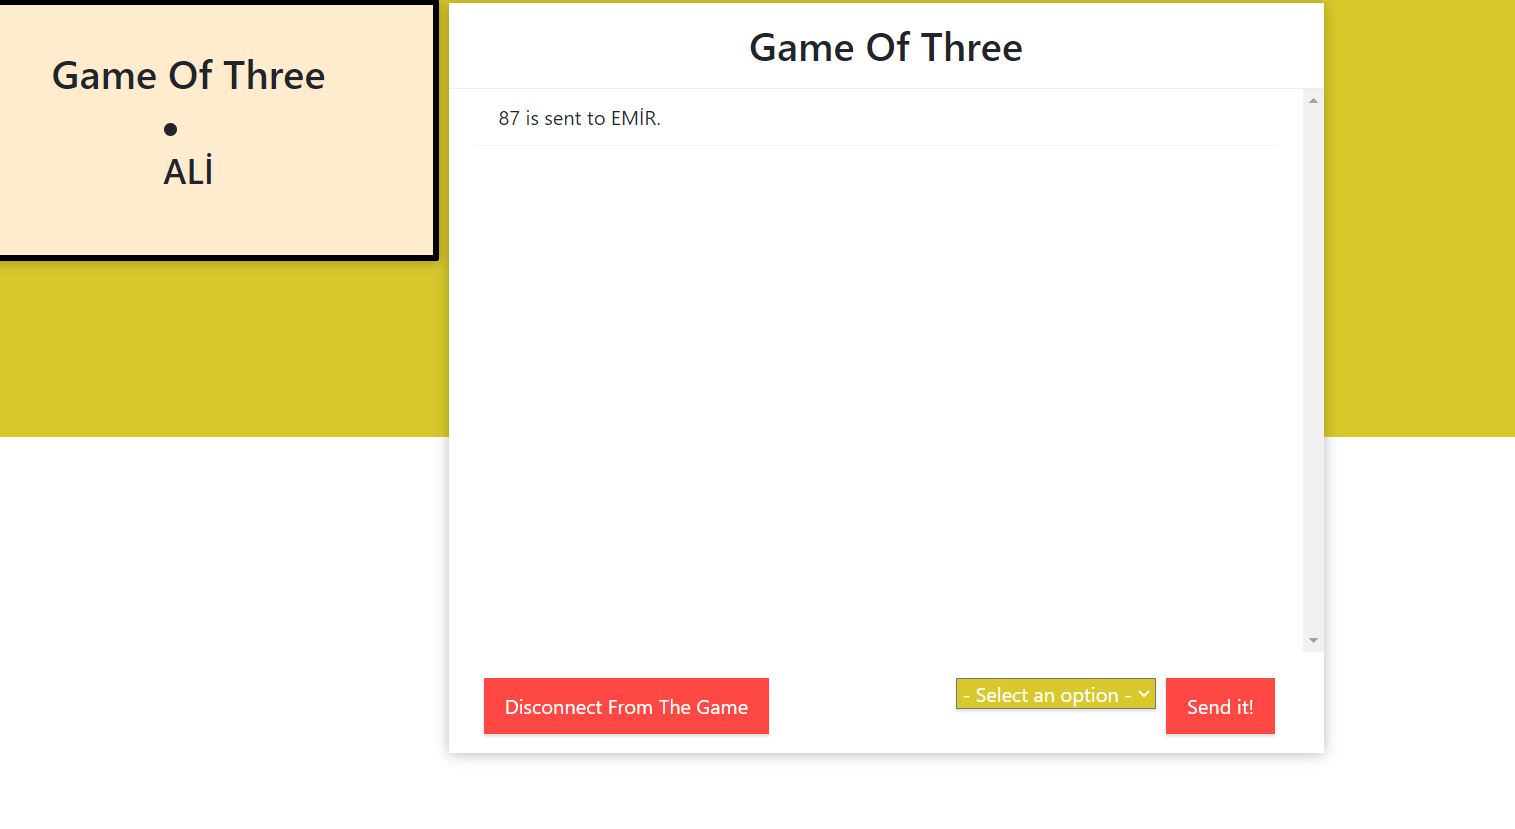 Game Of Three
ALİ
Game Of Three
87 is sent to EMİR.
Disconnect From The Game
- Select an option -
Send it!